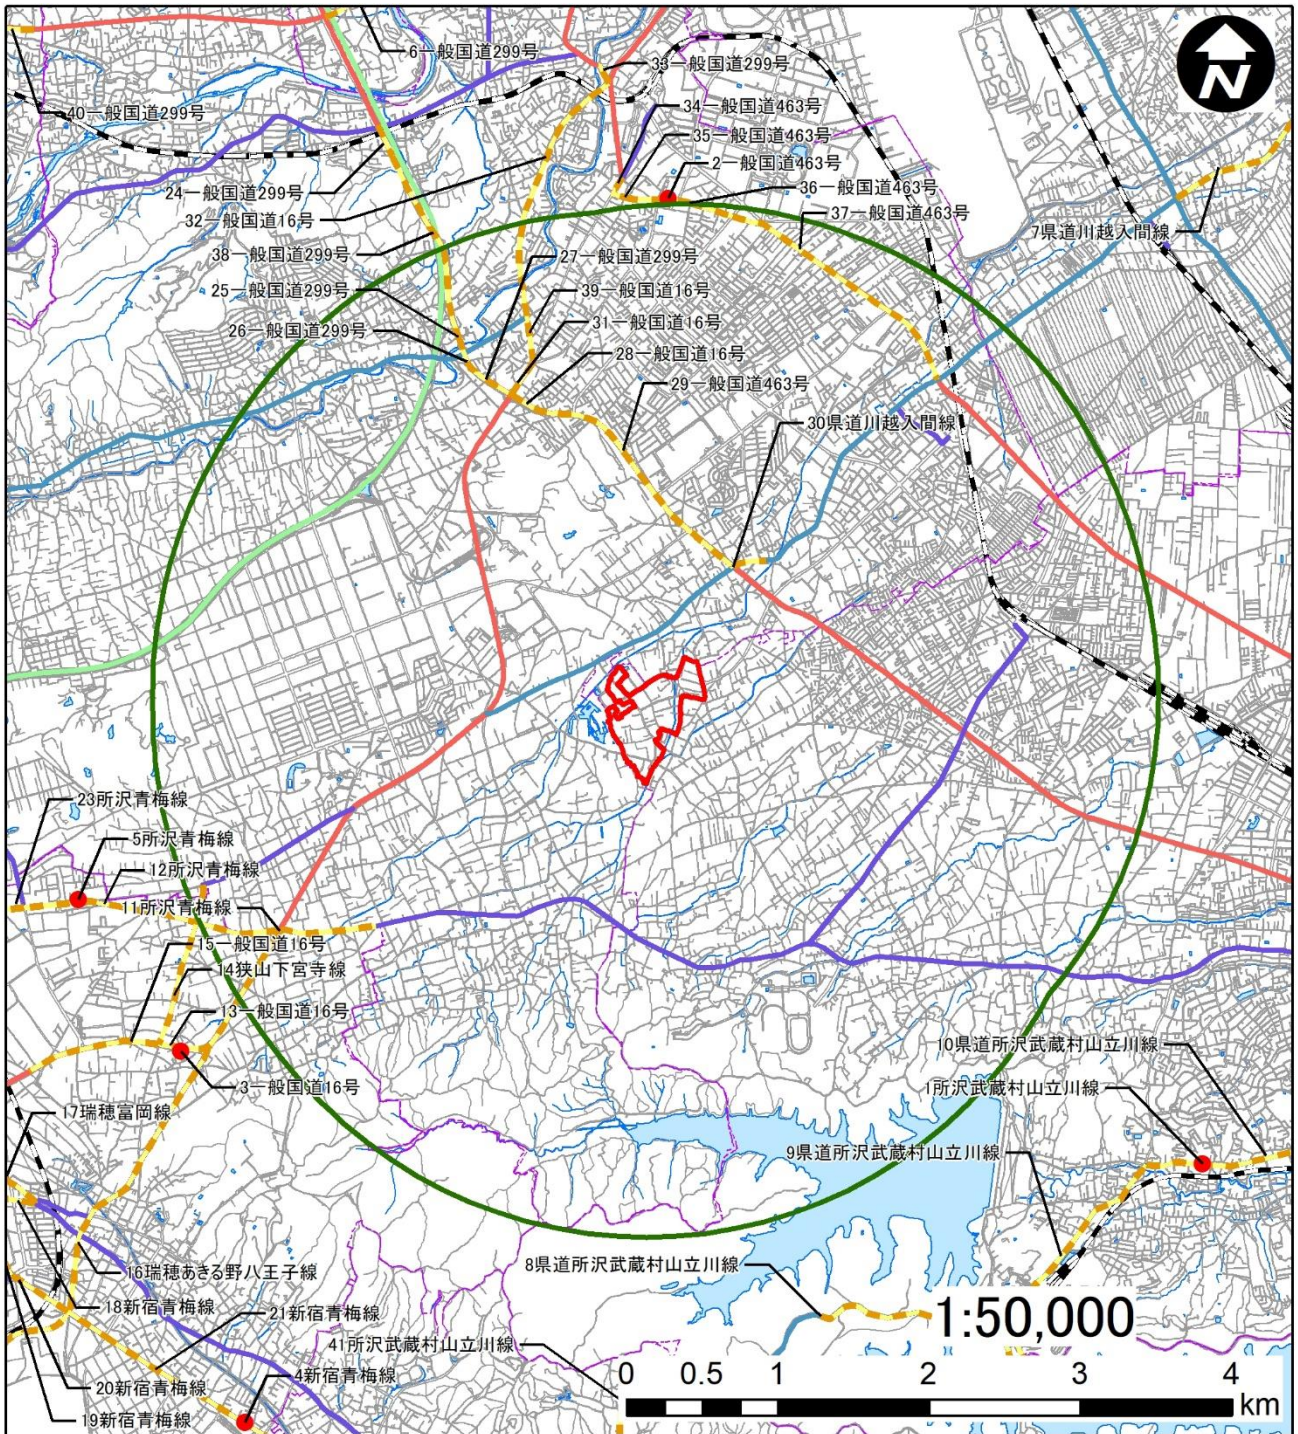 N
6一般国道299号
33一般国道299号
40一般国道299号
34一般国道463号
35一般国道463号
2一般国道463号
24一般国道299号
36一般国道463号
32一般国道16号
37一般国道463号
7県道川越入間線
38一般国道299号
27一般国道299号
25一般国道299号
39一般国道16号
26一般国道299号
31一般国道16号
28一般国道16号
29一般国道463号
30県道川越入間線
23所沢青梅線
5所沢青梅線
12所沢青梅線
11所沢青梅線
15一般国道16号
14狭山下宮寺線
13一般国道16号
10県道所沢武蔵村山立川線
3一般国道16号
1所沢武蔵村山立川線
17瑞穂富岡線
9県道所沢武蔵村山立川線
8県道所沢武蔵村山立川線
16瑞穂あきる野八王子線
18新宿青梅線
21新宿青梅線
1:50,000
41所沢武蔵村山立川線
20新宿青梅線
4新宿青梅線
19新宿青梅線
0 0.5 1 2 3 4
km